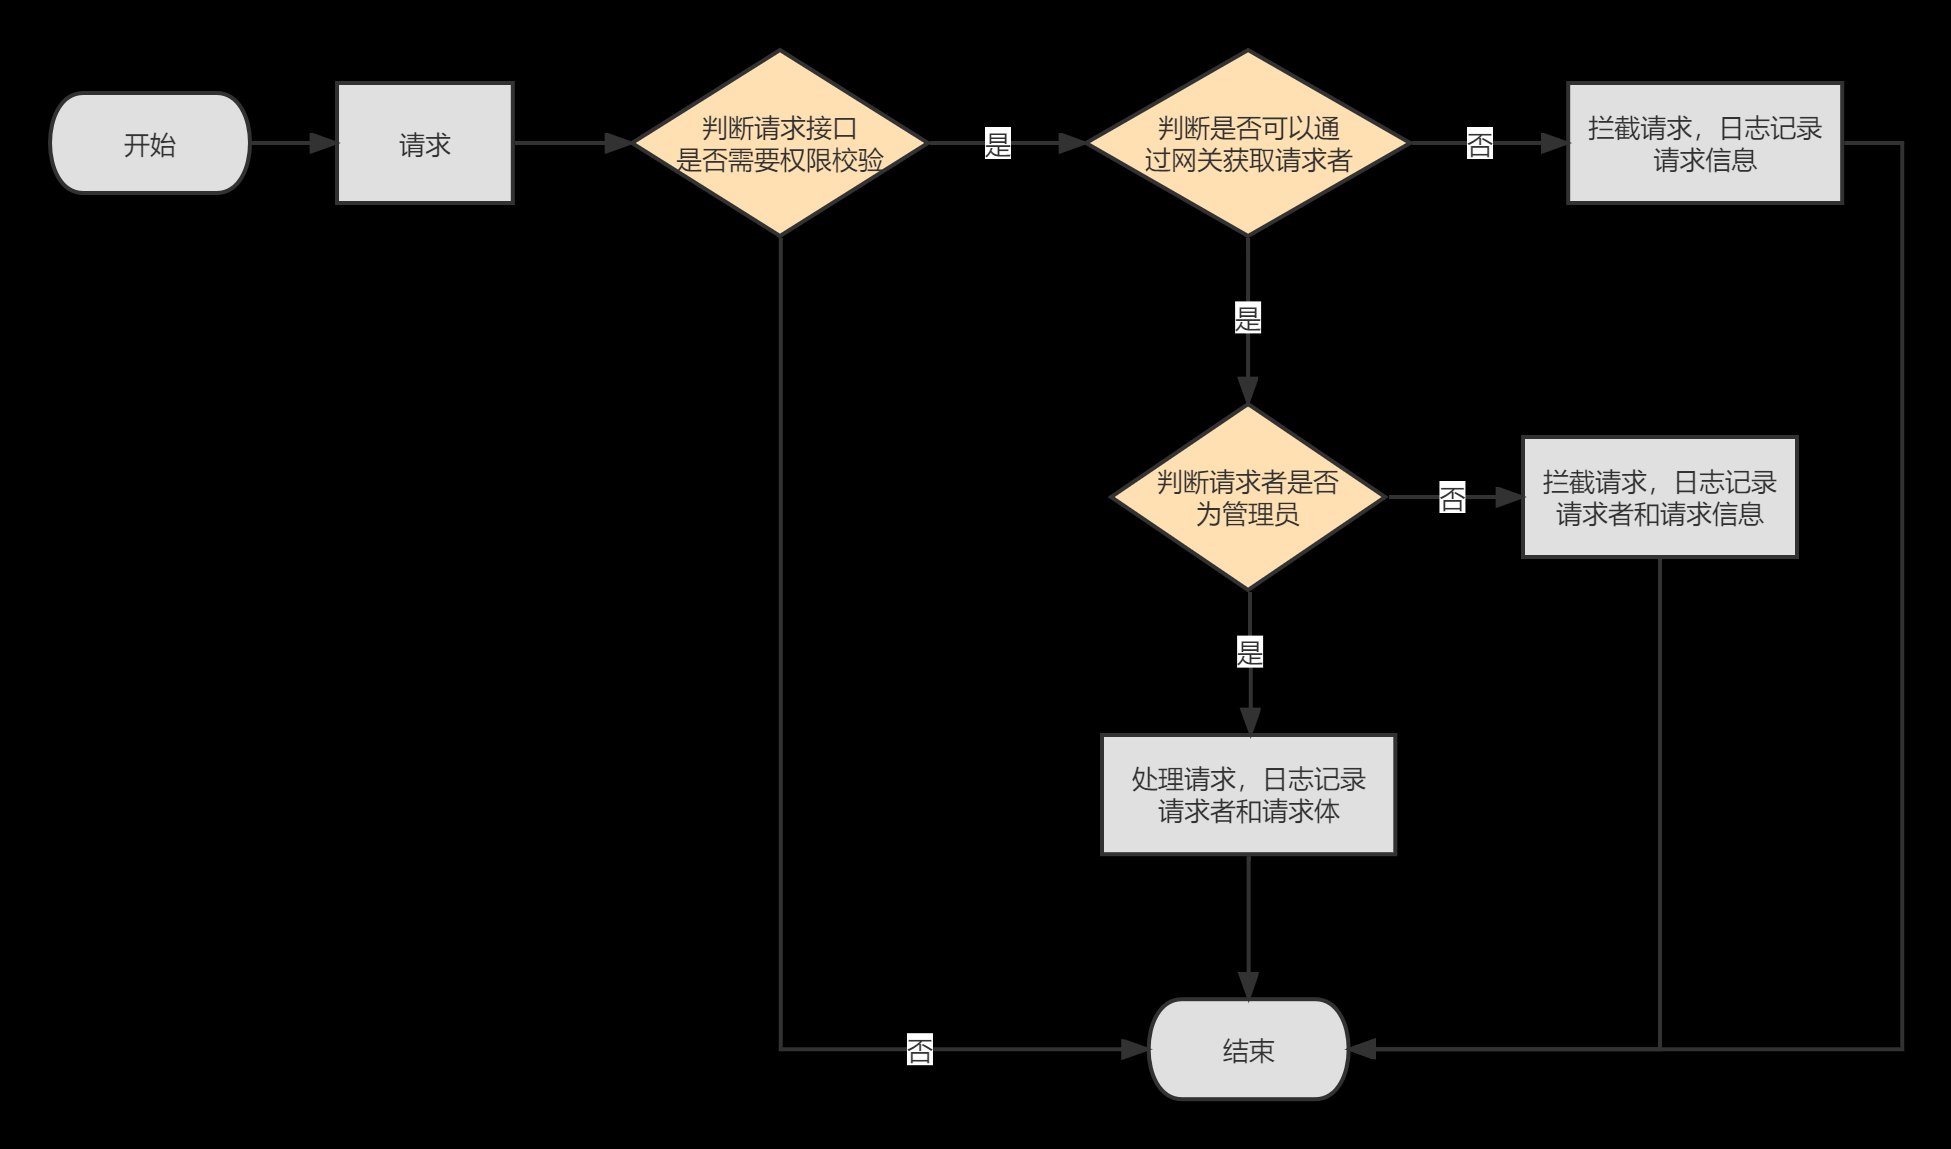 开始
请求
判断请求接口
是否需要权限校验
是
判断是否可以通
过网关获取请求者
否
拦截请求，日志记录
请求信息
是
判断请求者是否
为管理员
否
拦截请求，日志记录
请求者和请求信息
是
处理请求，日志记录
请求者和请求体
否
结束